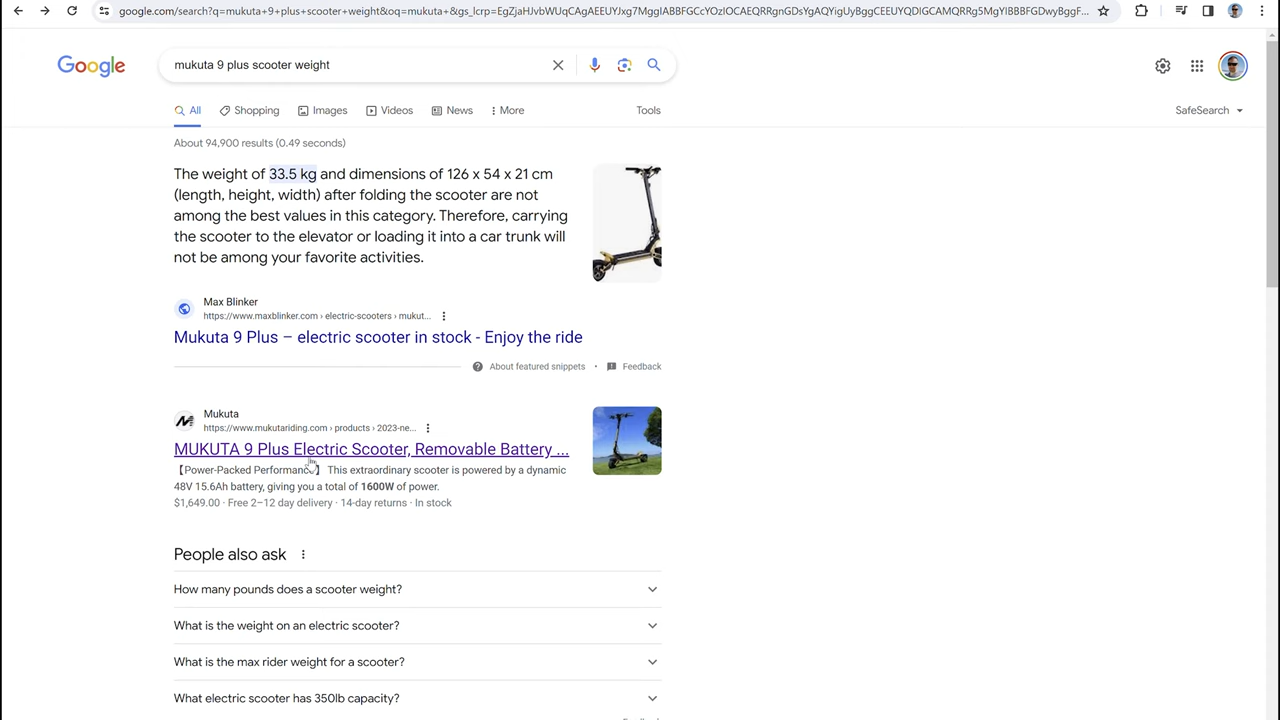 google.com/search?q=mukuta+9+plus+scooter+weight&oq=mukuta+&gs_lcrp=
Google
mukuta 9 plus scooter weight
All
Shopping
Images
Videos
News
More
Tools
SafeSearch
About 94,900 results (0.49 seconds)
The weight of 33.5 kg and dimensions of 126 x 54 x 21 cm
(length, height, width) after folding the scooter are not
among the best values in this category. Therefore, carrying
the scooter to the elevator or loading it into a car trunk will
not be among your favorite activities.
Max Blinker
https://www.maxblinker.com › electric-scooters › mukut...
Mukuta 9 Plus – electric scooter in stock - Enjoy the ride
About featured snippets • Feedback
Mukuta
https://www.mukutariding.com › products › 2023-ne...
MUKUTA 9 Plus Electric Scooter, Removable Battery ...
【Power-Packed Performance】 This extraordinary scooter is powered by a dynamic
48V 15.6Ah battery, giving you a total of 1600W of power.
$1,649.00 · Free 2–12 day delivery · 14-day returns · In stock
People also ask
How many pounds does a scooter weight?
What is the weight on an electric scooter?
What is the max rider weight for a scooter?
What electric scooter has 350lb capacity?